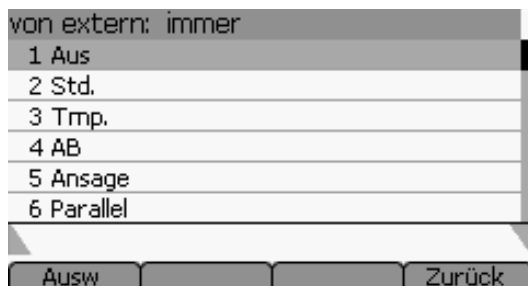 von extern: immer
1 Aus
2 Std.
3 Tmp.
4 AB
5 Ansage
6 Parallel
Ausw Zurück